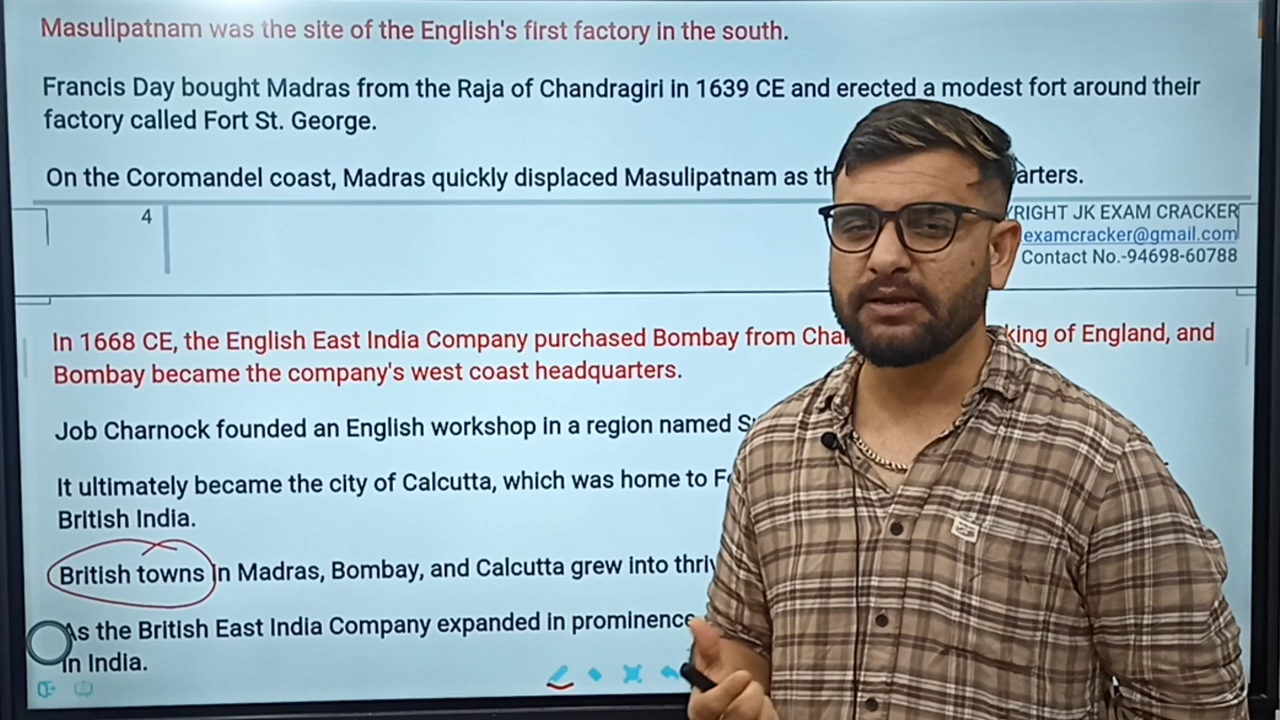 Masulipatnam was the site of the English's first factory in the south.
Francis Day bought Madras from the Raja of Chandragiri in 1639 CE and erected a modest fort around their
factory called Fort St. George.
On the Coromandel coast, Madras quickly displaced Masulipatnam as
4
JK EXAM CRACKER
examcracker@gmail.com
Contact No.-94698-60788
In 1668 CE, the English East India Company purchased Bombay from king of England, and
Bombay became the company's west coast headquarters.
Job Charnock founded an English workshop in a region named
It ultimately became the city of Calcutta, which was home to
British India.
British towns in Madras, Bombay, and Calcutta grew into
As the British East India Company expanded in prominence
in India.